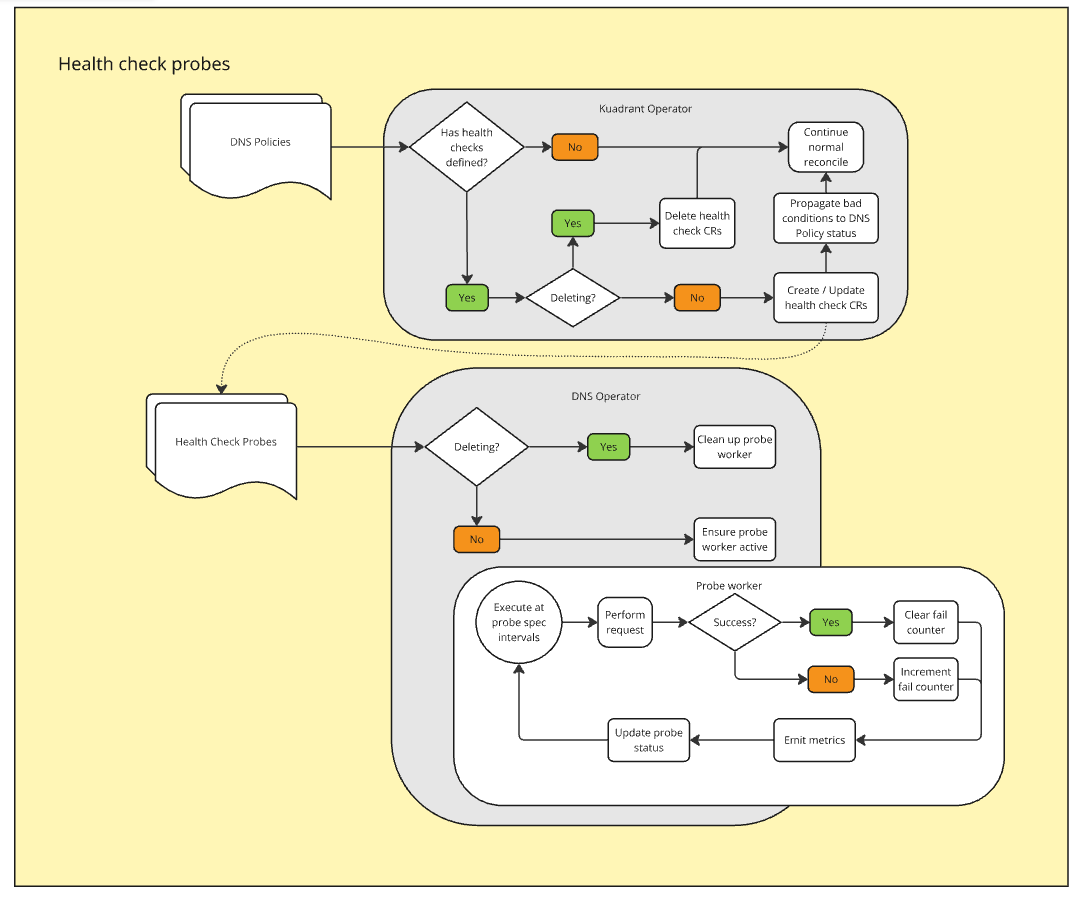 Health check probes
Kuadrant Operator
DNS Policies
Has health
checks
defined?
No
Continue
normal
reconcile
Yes
Delete health
check CRs
Propagate bad
conditions to DNS
Policy status
Yes
Deleting?
No
Create / Update
health check CRs
DNS Operator
Health Check Probes
Deleting?
Yes
Clean up probe
worker
No
Ensure probe
worker active
Probe worker
Execute at
probe spec
intervals
Perform
request
Success?
Yes
Clear fail
counter
No
Increment
fail counter
Update probe
status
Emit metrics